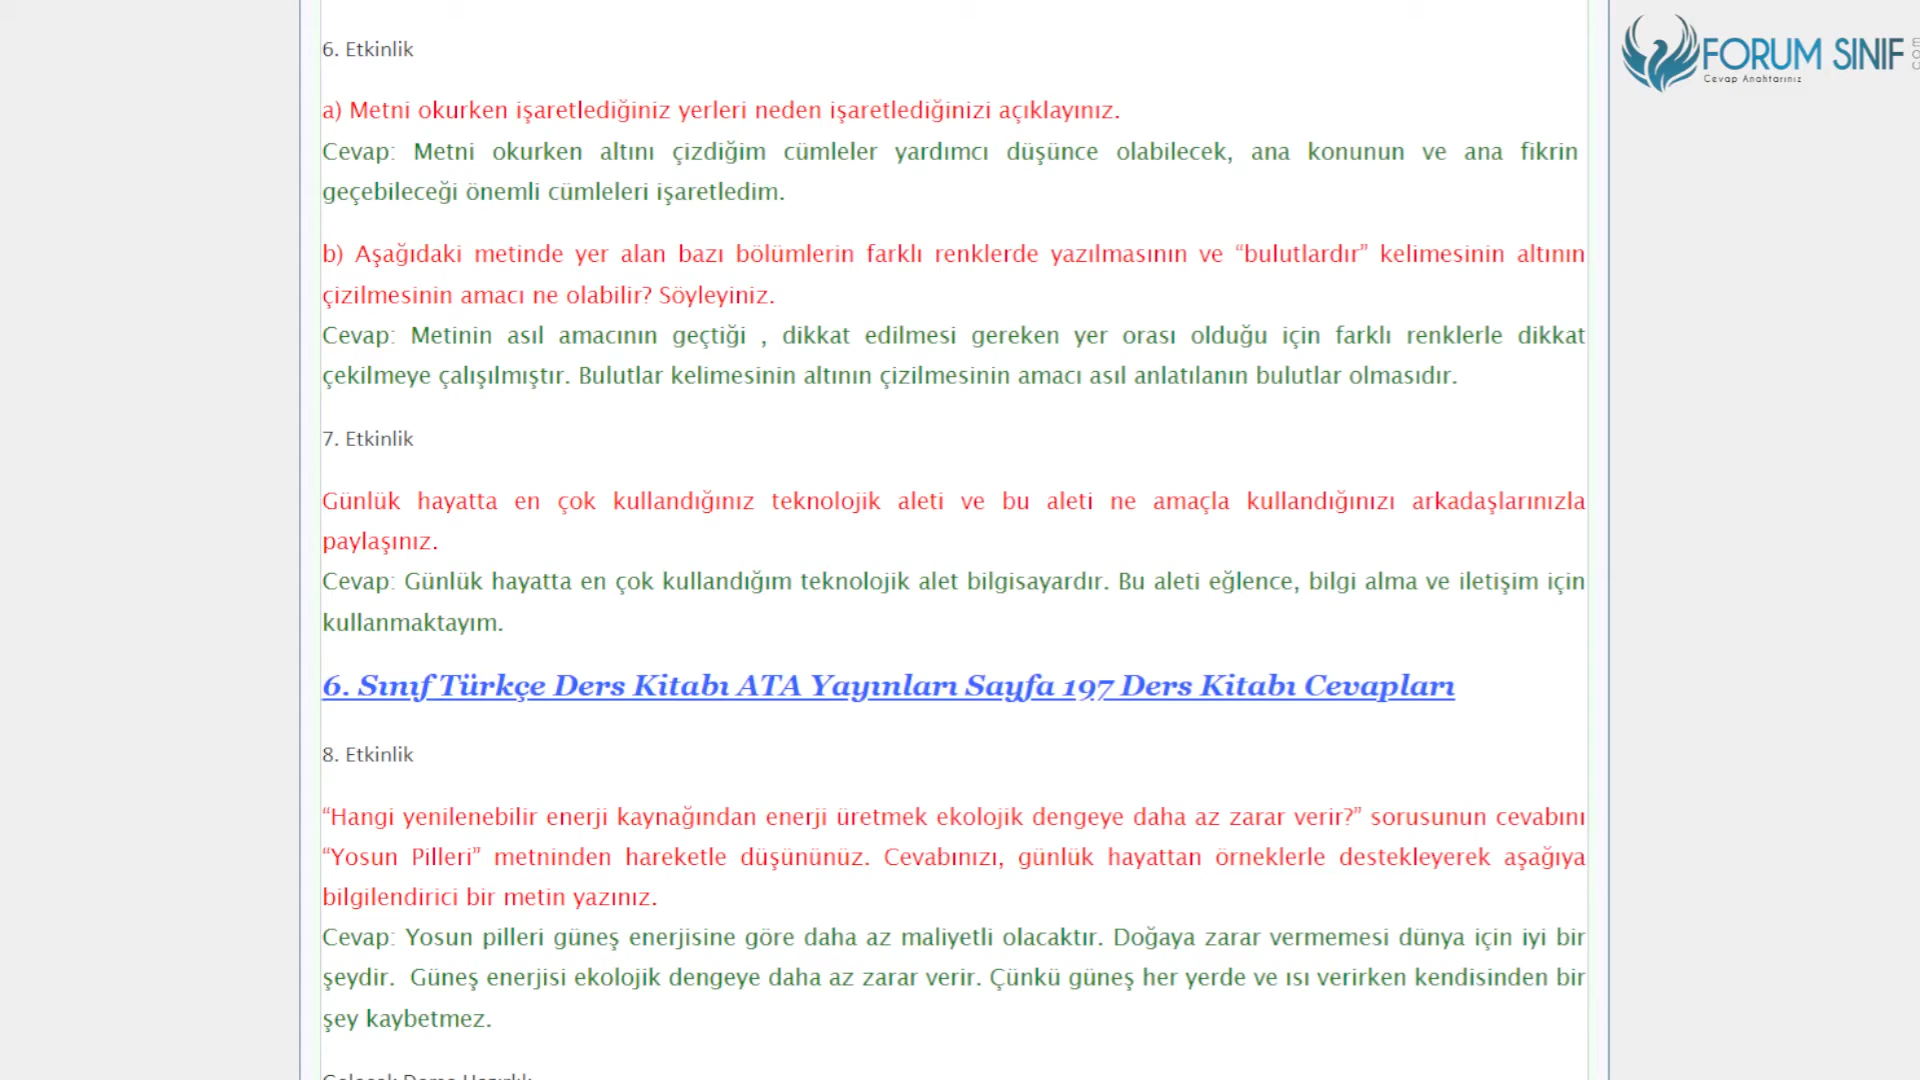 6. Etkinlik
FORUM SINIF
com
Cevap Anahtarınız
a) Metni okurken işaretlediğiniz yerleri neden işaretlediğinizi açıklayınız.
Cevap: Metni okurken altını çizdiğim cümleler yardımcı düşünce olabilecek, ana konunun ve ana fikrin
geçebileceği önemli cümleleri işaretledim.
b) Aşağıdaki metinde yer alan bazı bölümlerin farklı renklerde yazılmasının ve “bulutlardır” kelimesinin altının
çizilmesinin amacı ne olabilir? Söyleyiniz.
Cevap: Metinin asıl amacının geçtiği , dikkat edilmesi gereken yer orası olduğu için farklı renklerle dikkat
çekilmeye çalışılmıştır. Bulutlar kelimesinin altının çizilmesinin amacı asıl anlatılanın bulutlar olmasıdır.
7. Etkinlik
Günlük hayatta en çok kullandığınız teknolojik aleti ve bu aleti ne amaçla kullandığınızı arkadaşlarınızla
paylaşınız.
Cevap: Günlük hayatta en çok kullandığım teknolojik alet bilgisayardır. Bu aleti eğlence, bilgi alma ve iletişim için
kullanmaktayım.
6. Sınıf Türkçe Ders Kitabı ATA Yayınları Sayfa 197 Ders Kitabı Cevapları
8. Etkinlik
“Hangi yenilenebilir enerji kaynağından enerji üretmek ekolojik dengeye daha az zarar verir?” sorusunun cevabını
“Yosun Pilleri” metninden hareketle düşününüz. Cevabınızı, günlük hayattan örneklerle destekleyerek aşağıya
bilgilendirici bir metin yazınız.
Cevap: Yosun pilleri güneş enerjisine göre daha az maliyetli olacaktır. Doğaya zarar vermemesi dünya için iyi bir
şeydir. Güneş enerjisi ekolojik dengeye daha az zarar verir. Çünkü güneş her yerde ve ısı verirken kendisinden bir
şey kaybetmez.